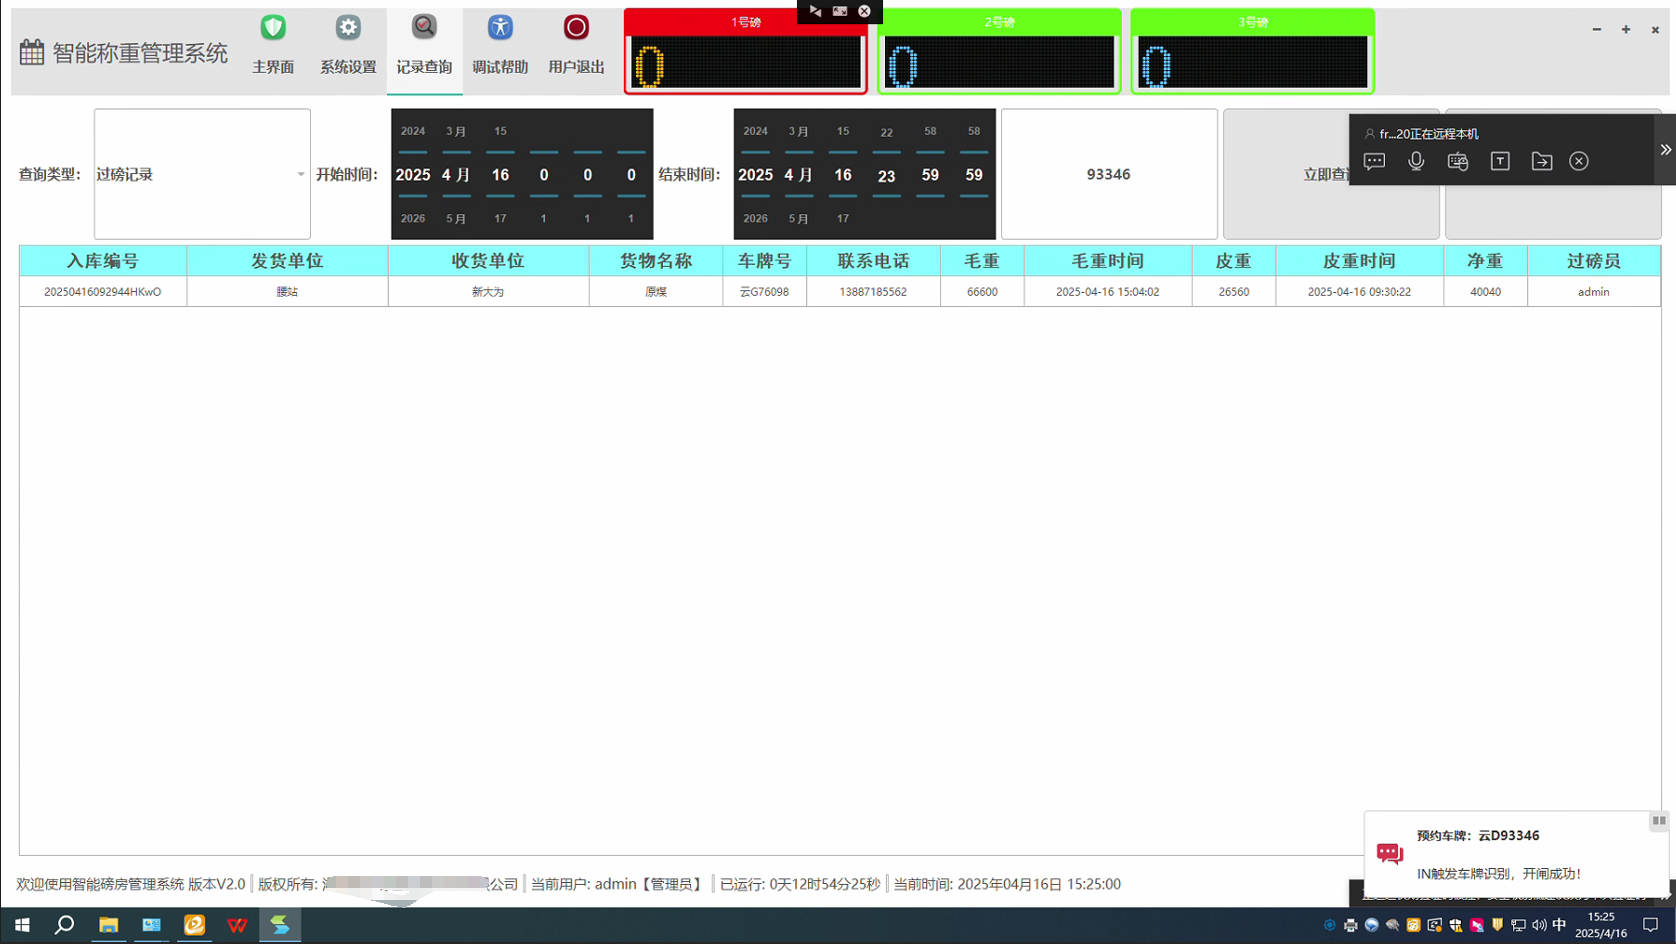 智能称重管理系统
主界面 系统设置 记录查询 调试帮助 用户退出
1号磅 2号磅 3号磅
0 0 0
fr...20正在远程本机
查询类型： 过磅记录 开始时间： 结束时间： 93346
2024 3月 15
2025 4月 16 0 0 0
2026 5月 17 1 1 1
2024 3月 15 22 58 58
2025 4月 16 23 59 59
2026 5月 17
立即查
入库编号 发货单位 收货单位 货物名称 车牌号 联系电话 毛重 毛重时间 皮重 皮重时间 净重 过磅员
20250416092944HKwO 腰站 新大为 原煤 云G76098 13887185562 66600 2025-04-16 15:04:02 26560 2025-04-16 09:30:22 40040 admin
预约车牌：云D93346
IN触发车牌识别，开闸成功！
欢迎使用智能磅房管理系统 版本V2.0 版权所有: 公司 当前用户: admin【管理员】 已运行: 0天12时54分25秒 当前时间: 2025年04月16日 15:25:00
中
15:25
2025/4/16